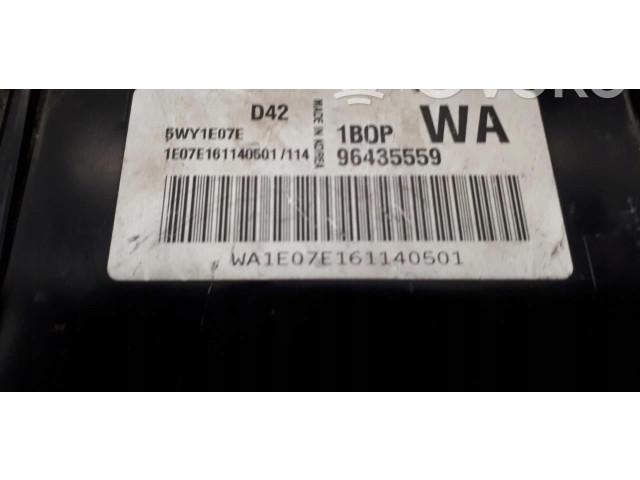 D42
5WY1E07E
1E07E161140501 /114
MADE IN KOREA
1BOP
WA
96435559
WA1E07E161140501